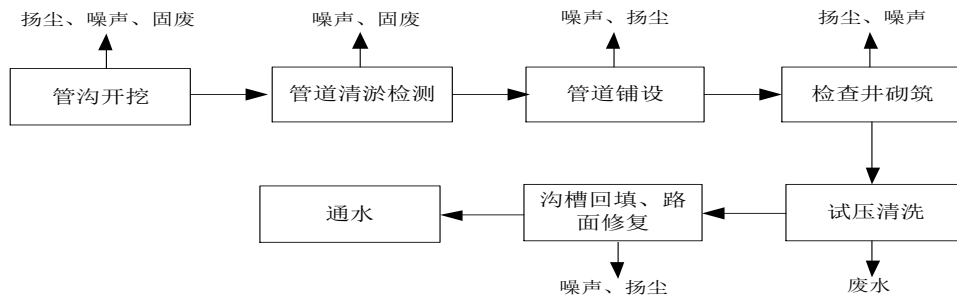 扬尘、噪声、固废
噪声、固废
噪声、扬尘
扬尘、噪声
管沟开挖
管道清淤检测
管道铺设
检查井砌筑
通水
沟槽回填、路
面修复
试压清洗
噪声、扬尘
废水